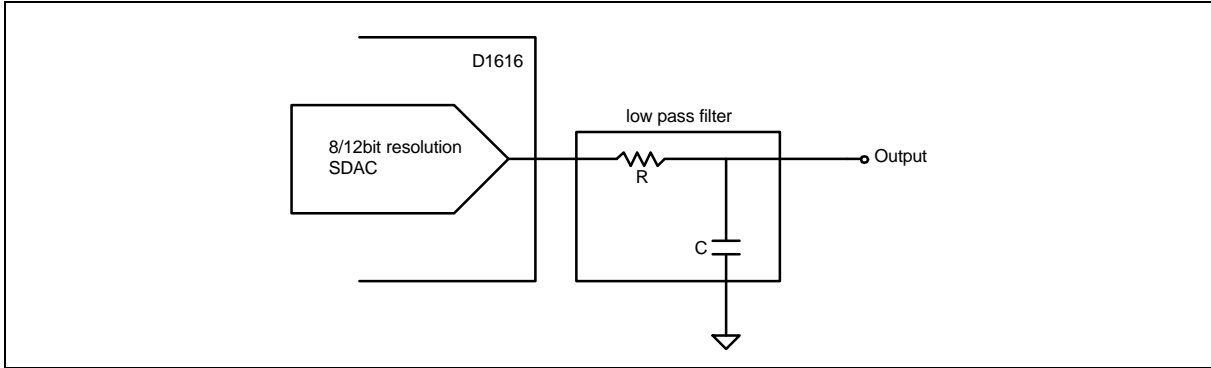 D1616
low pass filter
8/12bit resolution
SDAC
Output
R
C